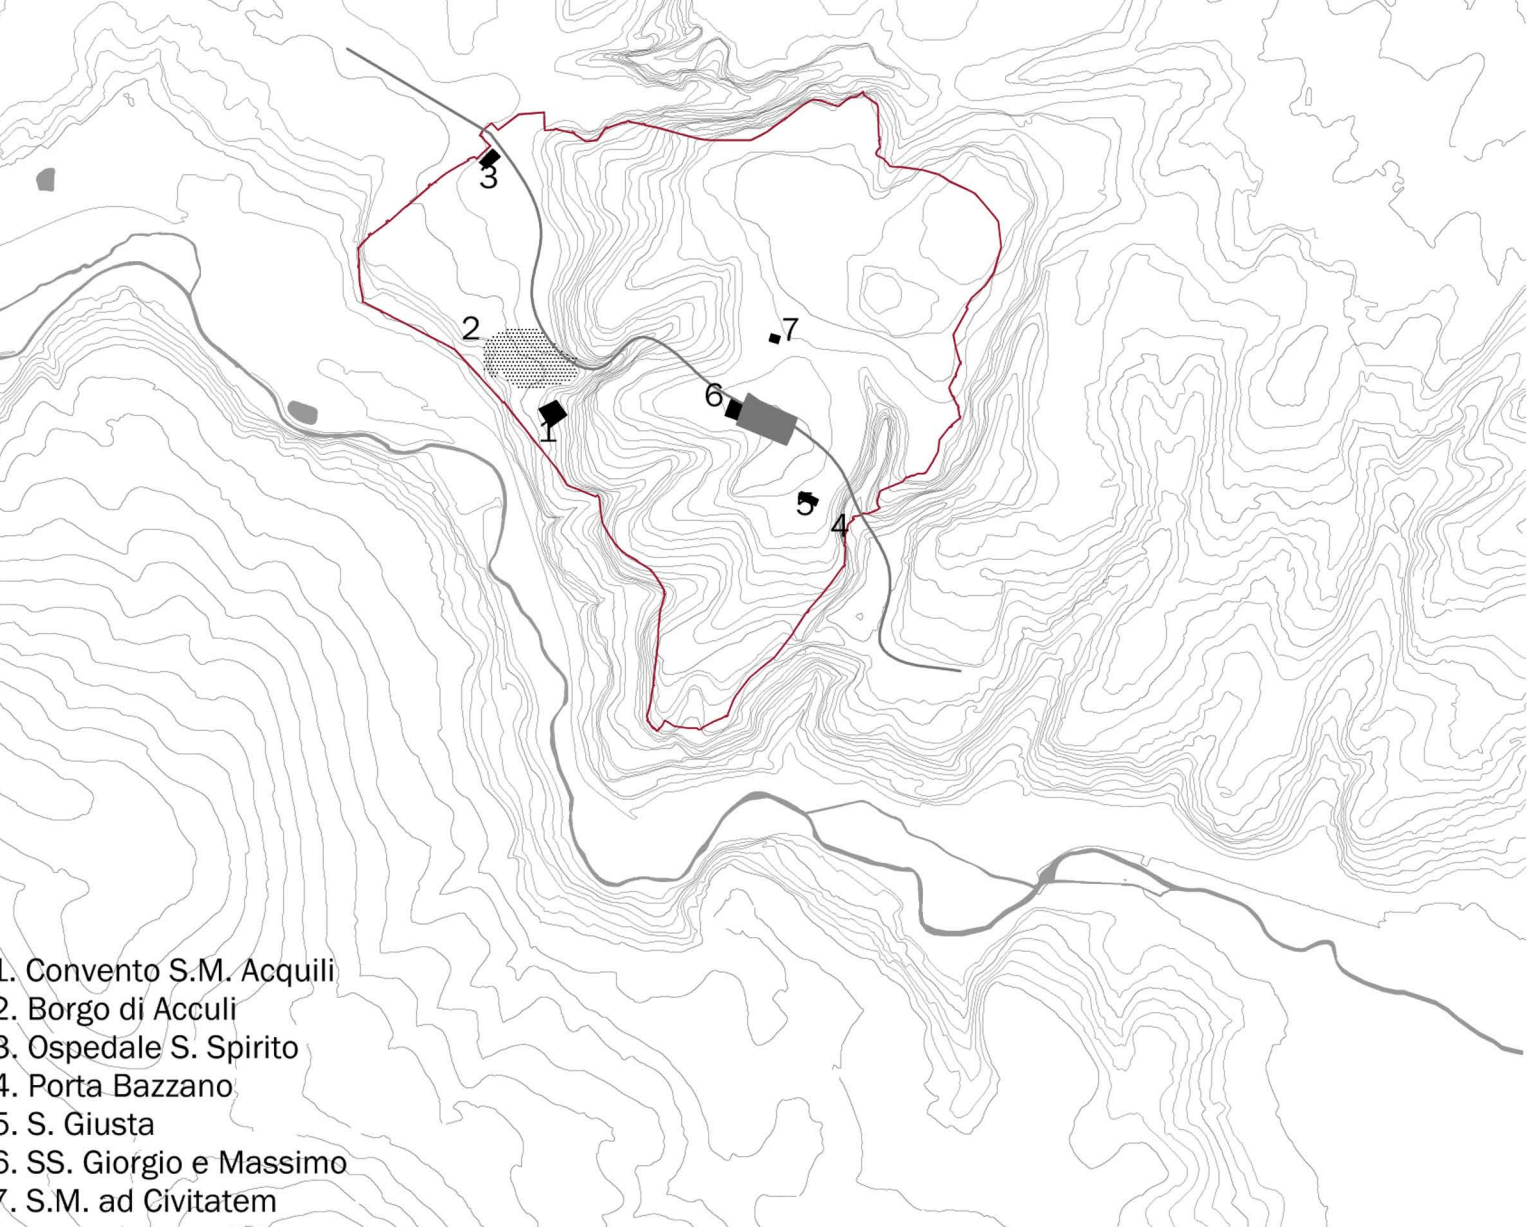 3
2
7
6
1
5
4
1. Convento S.M. Acquili
2. Borgo di Acculi
3. Ospedale S. Spirito
4. Porta Bazzano
5. S. Giusta
6. SS. Giorgio e Massimo
7. S.M. ad Civitatem